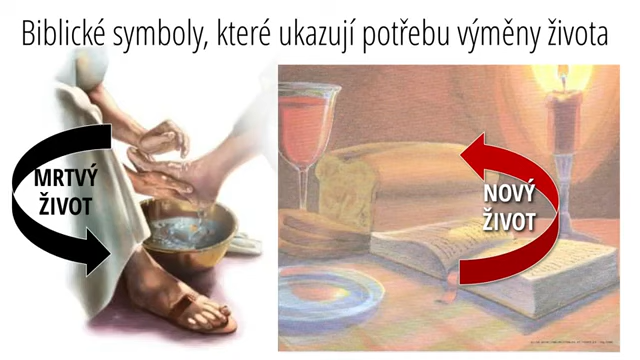 Biblické symboly, které ukazují potřebu výměny života
MRTVÝ
ŽIVOT
NOVÝ
ŽIVOT